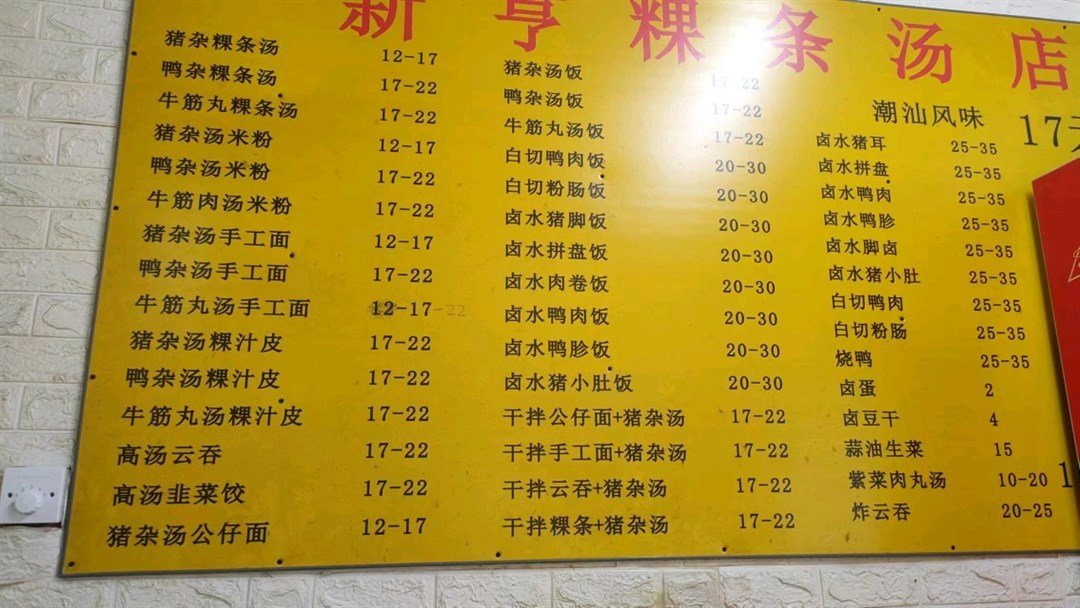 新亨粿条汤店
潮汕风味
17
猪杂粿条汤 12-17
鸭杂粿条汤 17-22
牛筋丸粿条汤 17-22
猪杂汤米粉 12-17
鸭杂汤米粉 17-22
牛筋肉汤米粉 17-22
猪杂汤手工面 12-17
鸭杂汤手工面 17-22
牛筋丸汤手工面 12-17-22
猪杂汤粿汁皮 17-22
鸭杂汤粿汁皮 17-22
牛筋丸汤粿汁皮 17-22
高汤云吞 17-22
高汤韭菜饺 17-22
猪杂汤公仔面 12-17
猪杂汤饭 17-22
鸭杂汤饭 17-22
牛筋丸汤饭 17-22
白切鸭肉饭 20-30
白切粉肠饭 20-30
卤水猪脚饭 20-30
卤水拼盘饭 20-30
卤水肉卷饭 20-30
卤水鸭肉饭 20-30
卤水鸭胗饭 20-30
卤水猪小肚饭 20-30
干拌公仔面+猪杂汤 17-22
干拌手工面+猪杂汤 17-22
干拌云吞+猪杂汤 17-22
干拌粿条+猪杂汤 17-22
卤水猪耳 25-35
卤水拼盘 25-35
卤水鸭肉 25-35
卤水鸭胗 25-35
卤水脚卤 25-35
卤水猪小肚 25-35
白切鸭肉 25-35
白切粉肠 25-35
烧鸭 25-35
卤蛋 2
卤豆干 4
蒜油生菜 15
紫菜肉丸汤 10-20
炸云吞 20-25